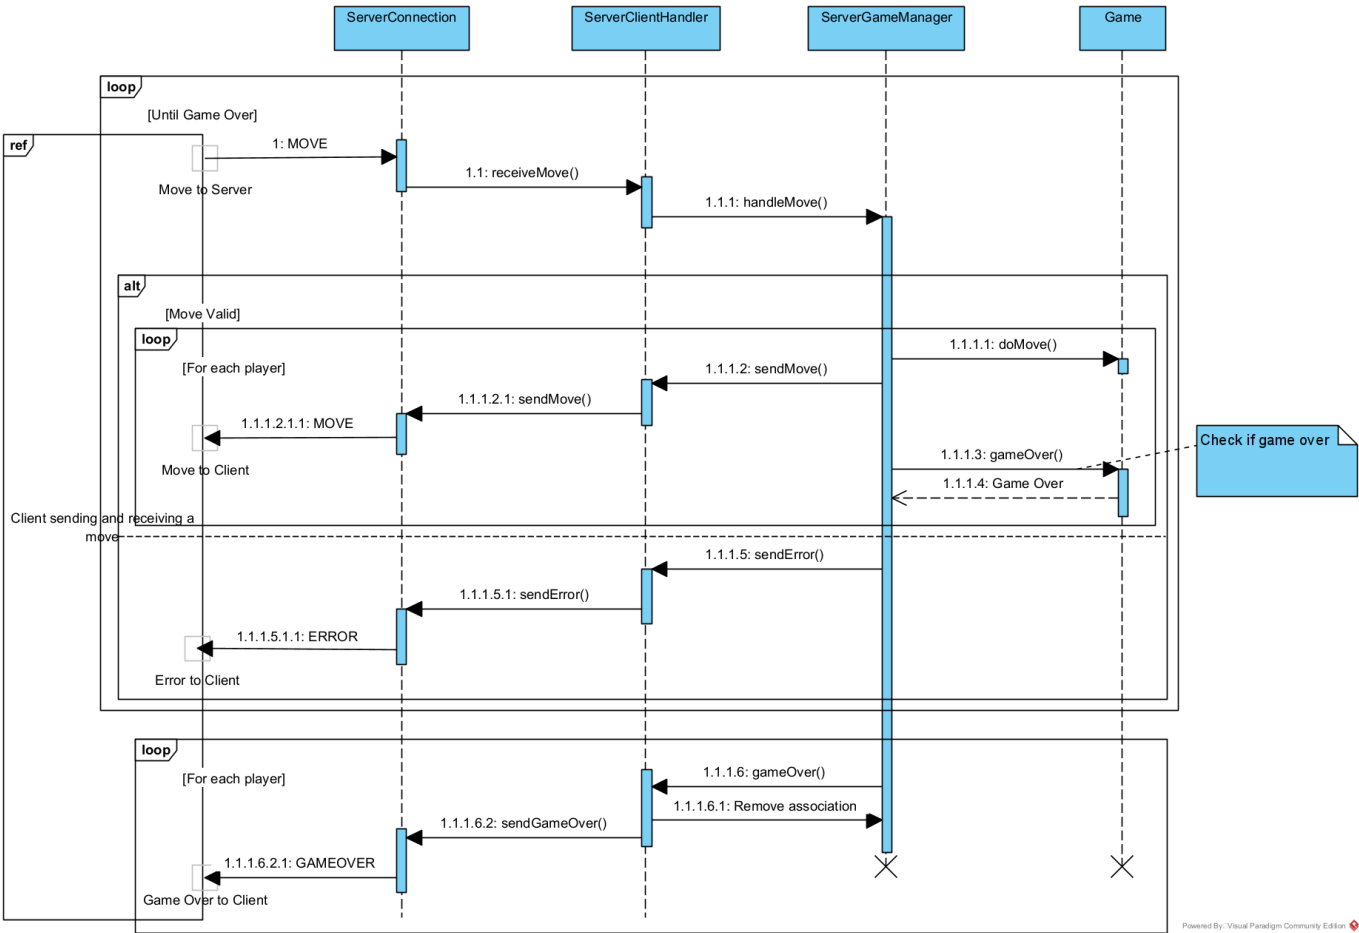 ServerConnection
ServerClientHandler
ServerGameManager
Game
loop
[Until Game Over]
ref
1: MOVE
Move to Server
1.1: receiveMove()
1.1.1: handleMove()
alt
[Move Valid]
loop
[For each player]
1.1.1.1: doMove()
1.1.1.2: sendMove()
1.1.1.2.1: sendMove()
1.1.1.2.1.1: MOVE
Move to Client
Check if game over
1.1.1.3: gameOver()
1.1.1.4: Game Over
Client sending and receiving a
move
1.1.1.5: sendError()
1.1.1.5.1: sendError()
1.1.1.5.1.1: ERROR
Error to Client
loop
[For each player]
1.1.1.6: gameOver()
1.1.1.6.1: Remove association
1.1.1.6.2: sendGameOver()
1.1.1.6.2.1: GAMEOVER
Game Over to Client
Powered By: Visual Paradigm Community Edition